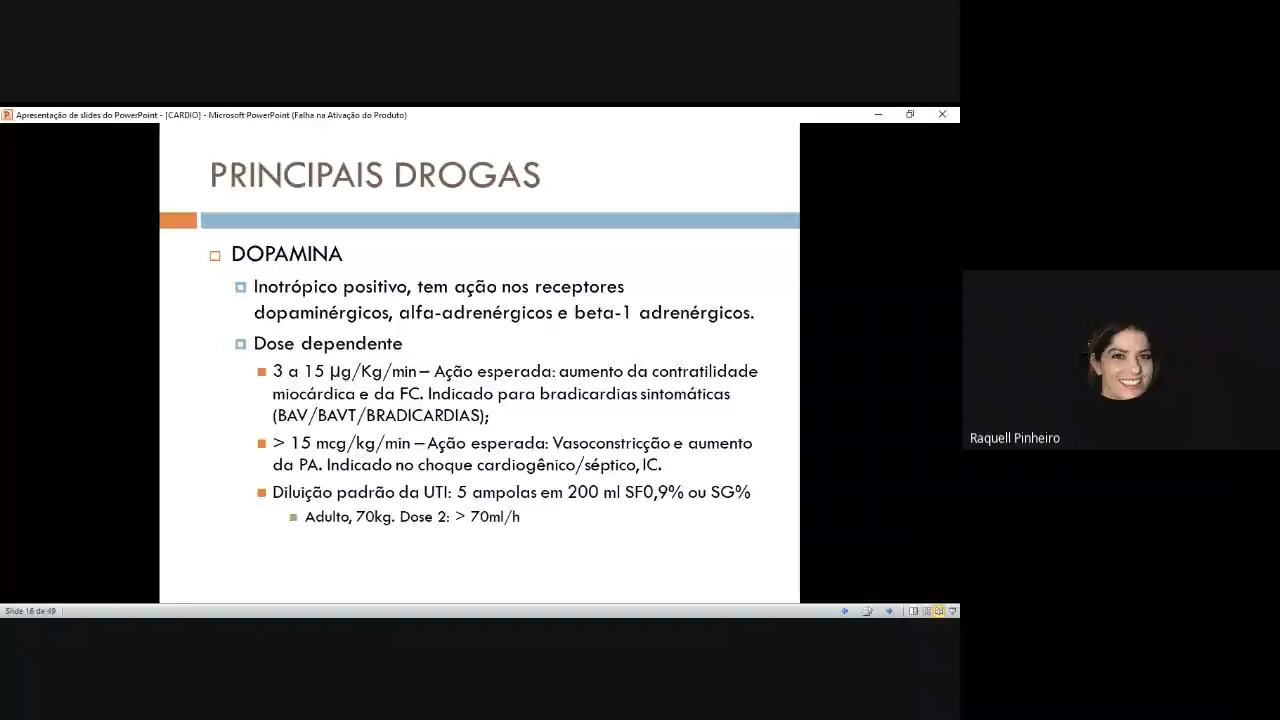 Apresentação de slides do PowerPoint - [CARDIO] - Microsoft PowerPoint (Falha na Ativação do Produto)
PRINCIPAIS DROGAS
DOPAMINA
Inotrópico positivo, tem ação nos receptores
dopaminérgicos, alfa-adrenérgicos e beta-1 adrenérgicos.
Dose dependente
3 a 15 µg/Kg/min – Ação esperada: aumento da contratilidade
miocárdica e da FC. Indicado para bradicardias sintomáticas
(BAV/BAVT/BRADICARDIAS);
> 15 mcg/kg/min – Ação esperada: Vasoconstricção e aumento
da PA. Indicado no choque cardiogênico/séptico, IC.
Diluição padrão da UTI: 5 ampolas em 200 ml SF0,9% ou SG%
Adulto, 70kg. Dose 2: > 70ml/h
Raquell Pinheiro
Slide 16 de 49